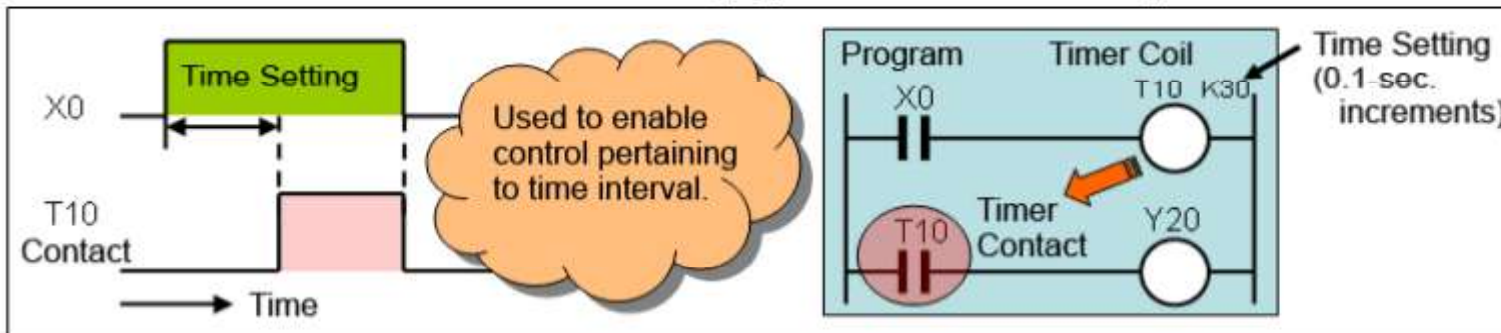 Time Setting
X0
T10
Contact
Time
Used to enable
control pertaining
to time interval.
Program
Timer Coil
X0
T10 K30
Timer
Contact
T10
Y20
Time Setting
(0.1-sec.
increments)